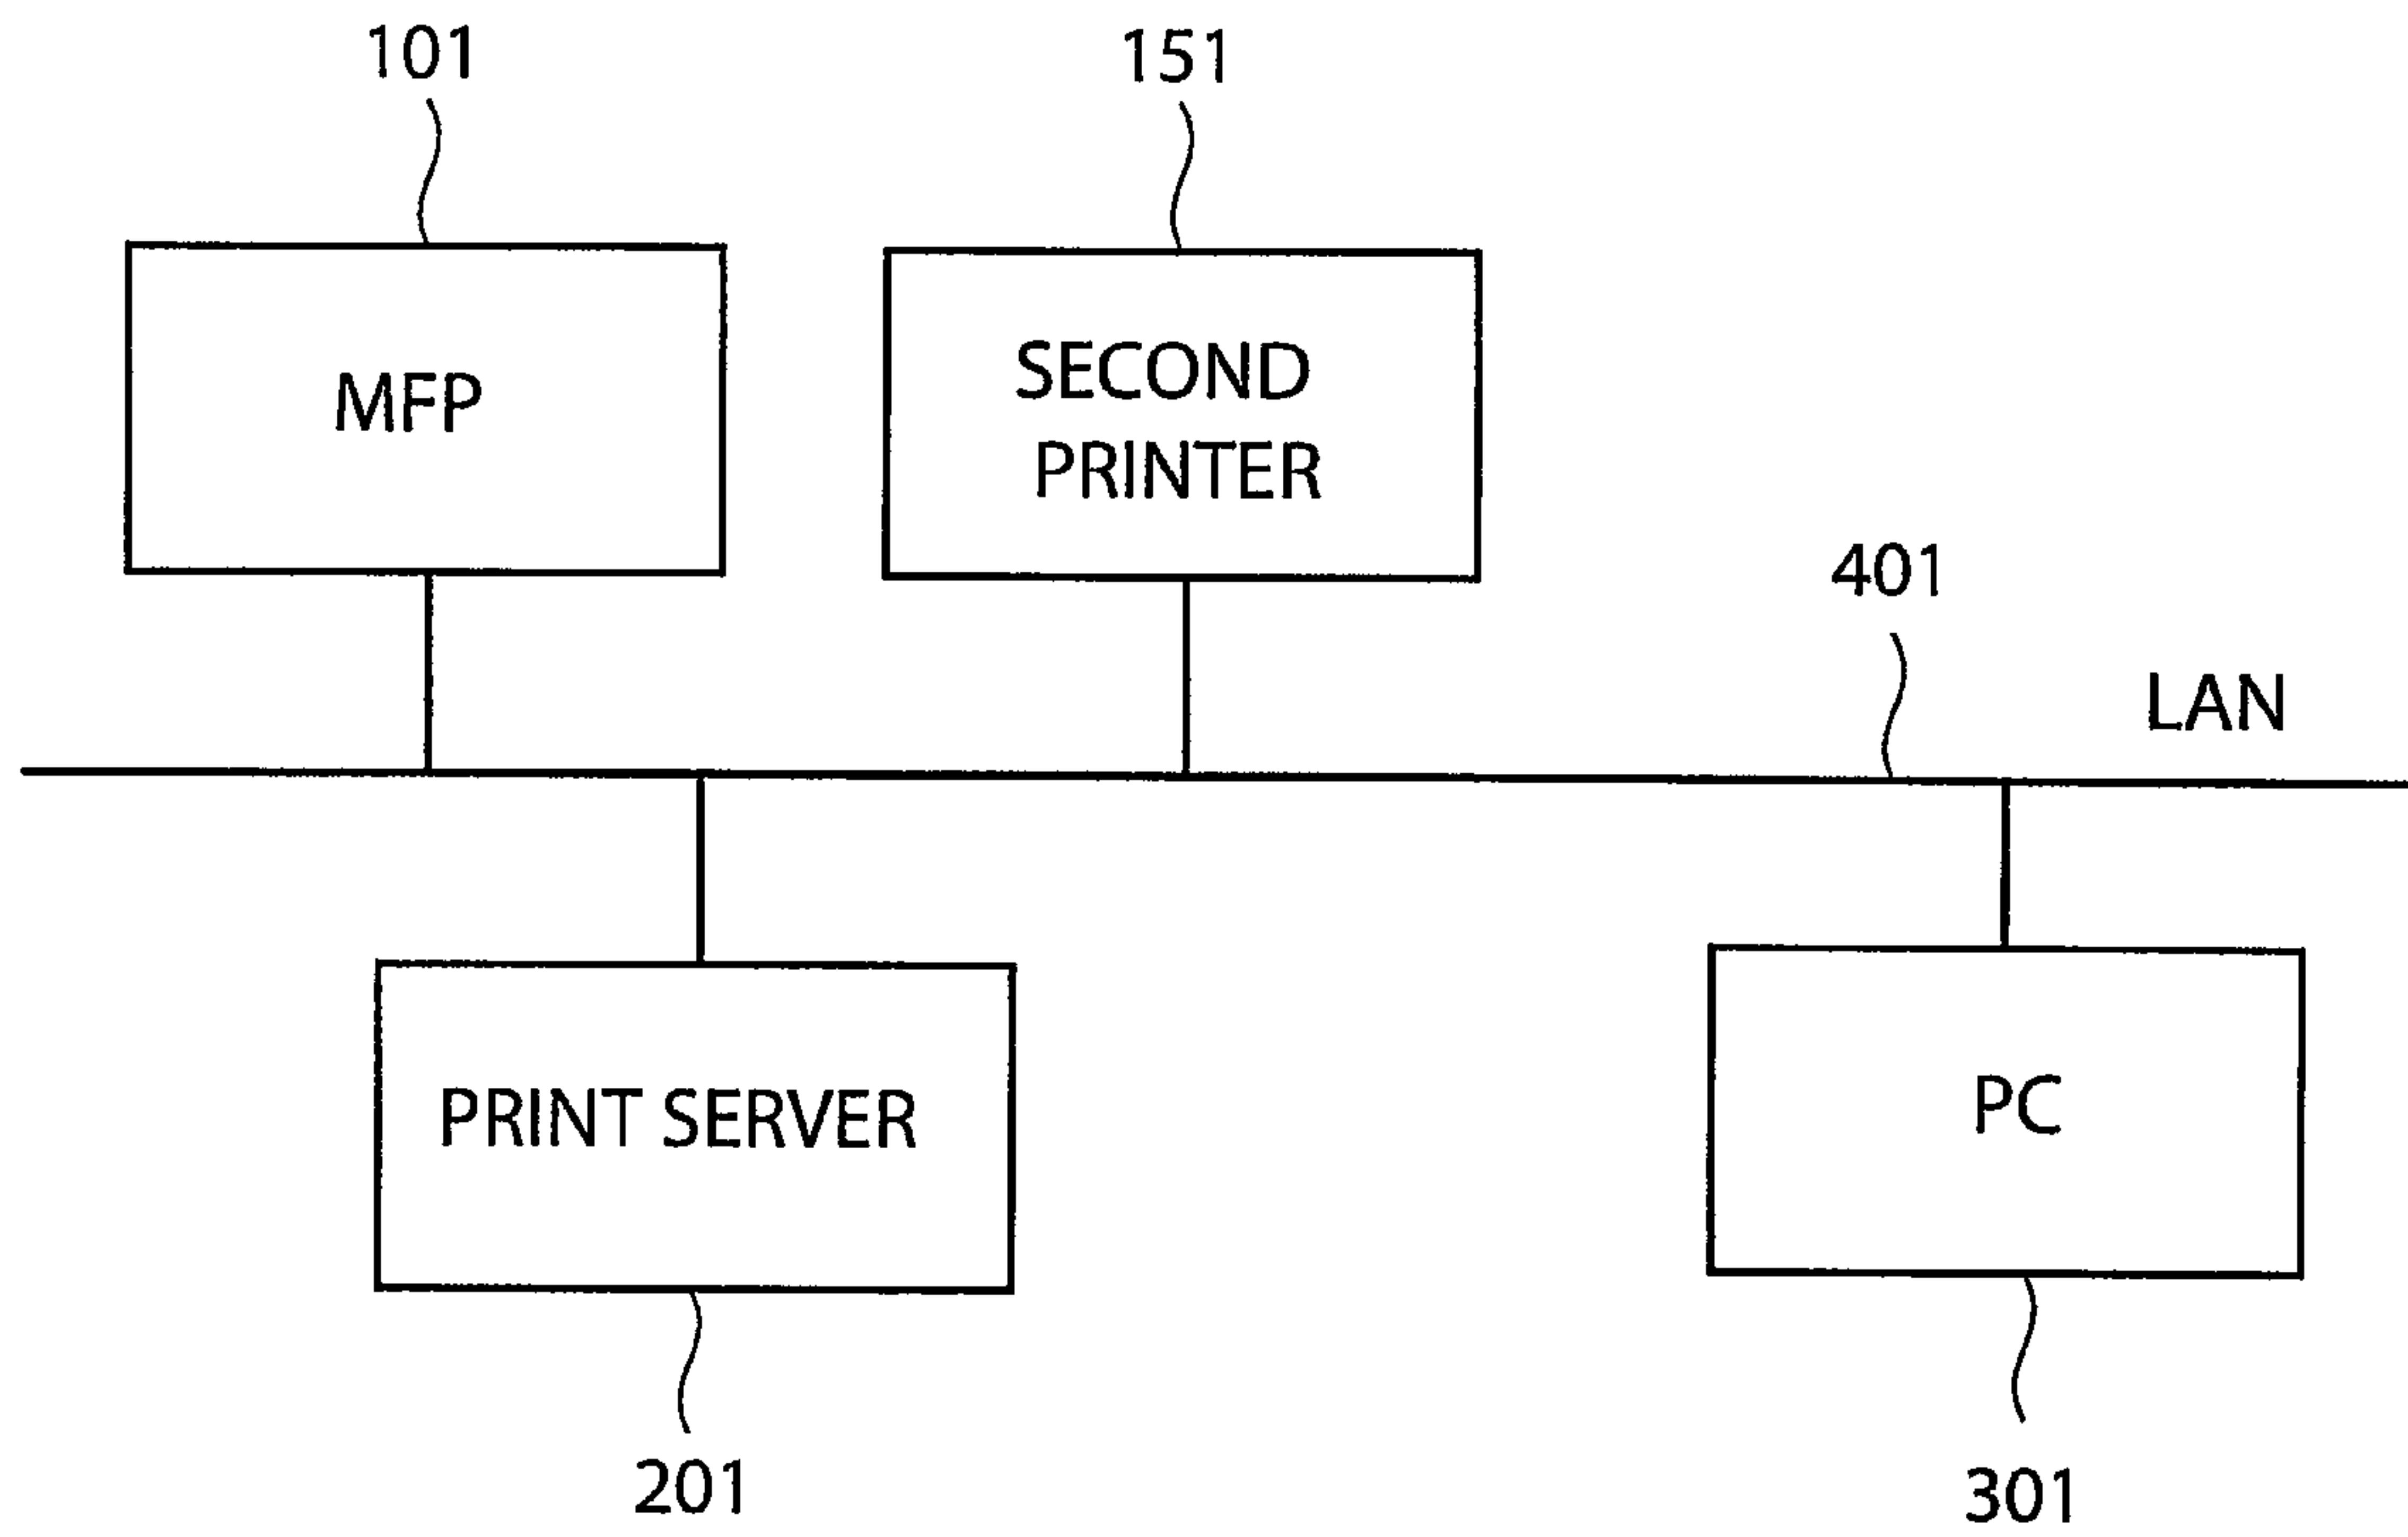 101
151
MFP
SECOND
PRINTER
401
LAN
PRINT SERVER
PC
201
301